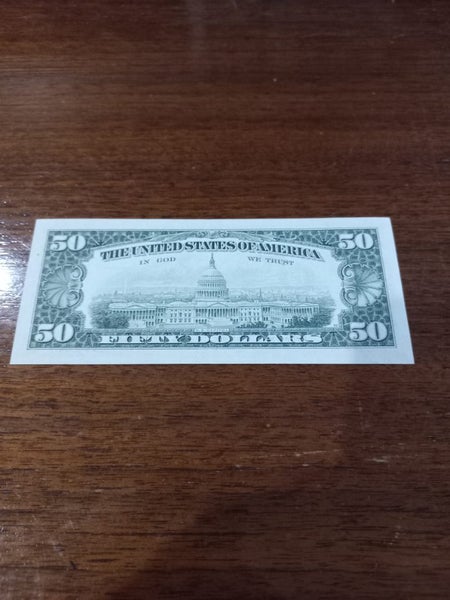 50 THE UNITED STATES OF AMERICA 50
IN GOD WE TRUST
50 FIFTY DOLLARS 50